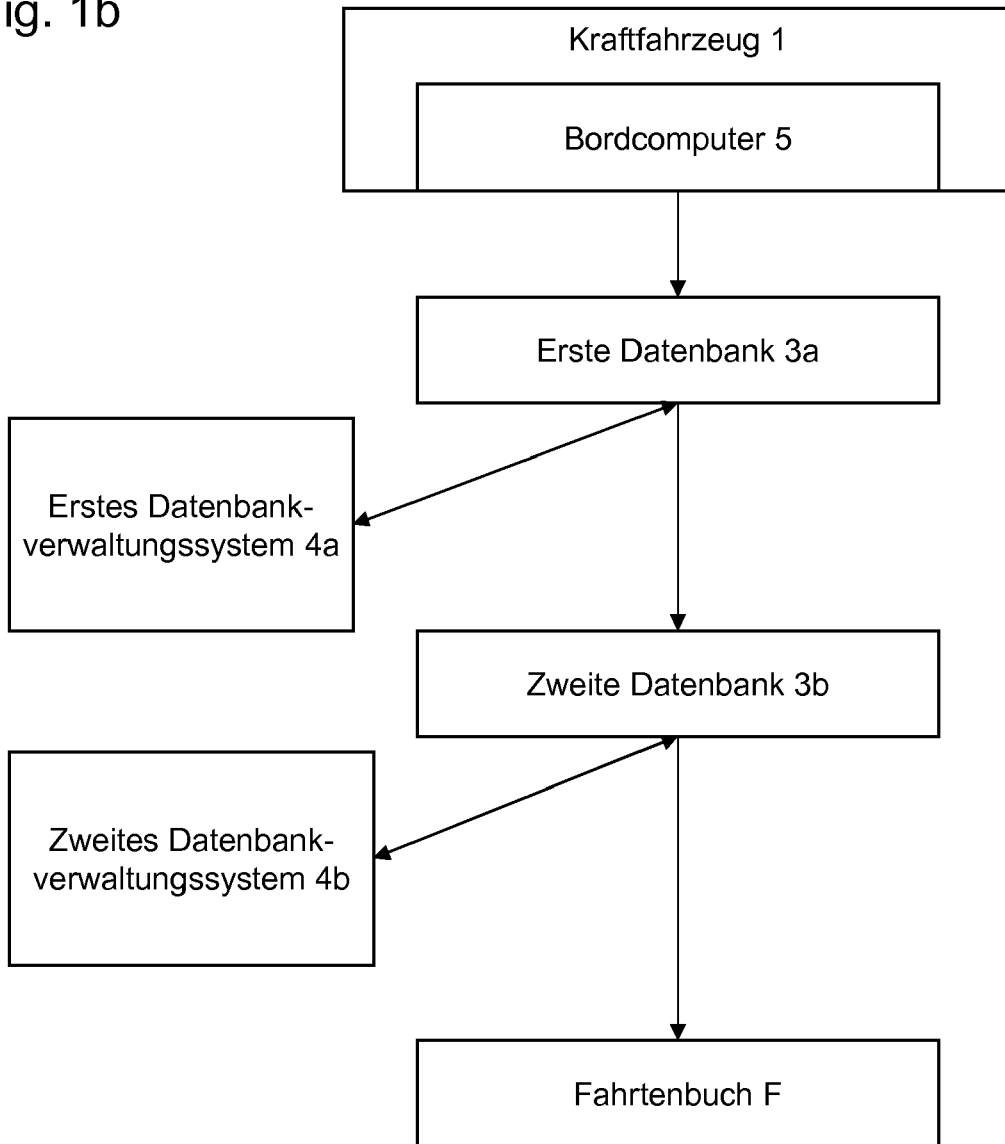 ig. 1b
Kraftfahrzeug 1
Bordcomputer 5
Erste Datenbank 3a
Erstes Datenbank-
verwaltungssystem 4a
Zweite Datenbank 3b
Zweites Datenbank-
verwaltungssystem 4b
Fahrtenbuch F